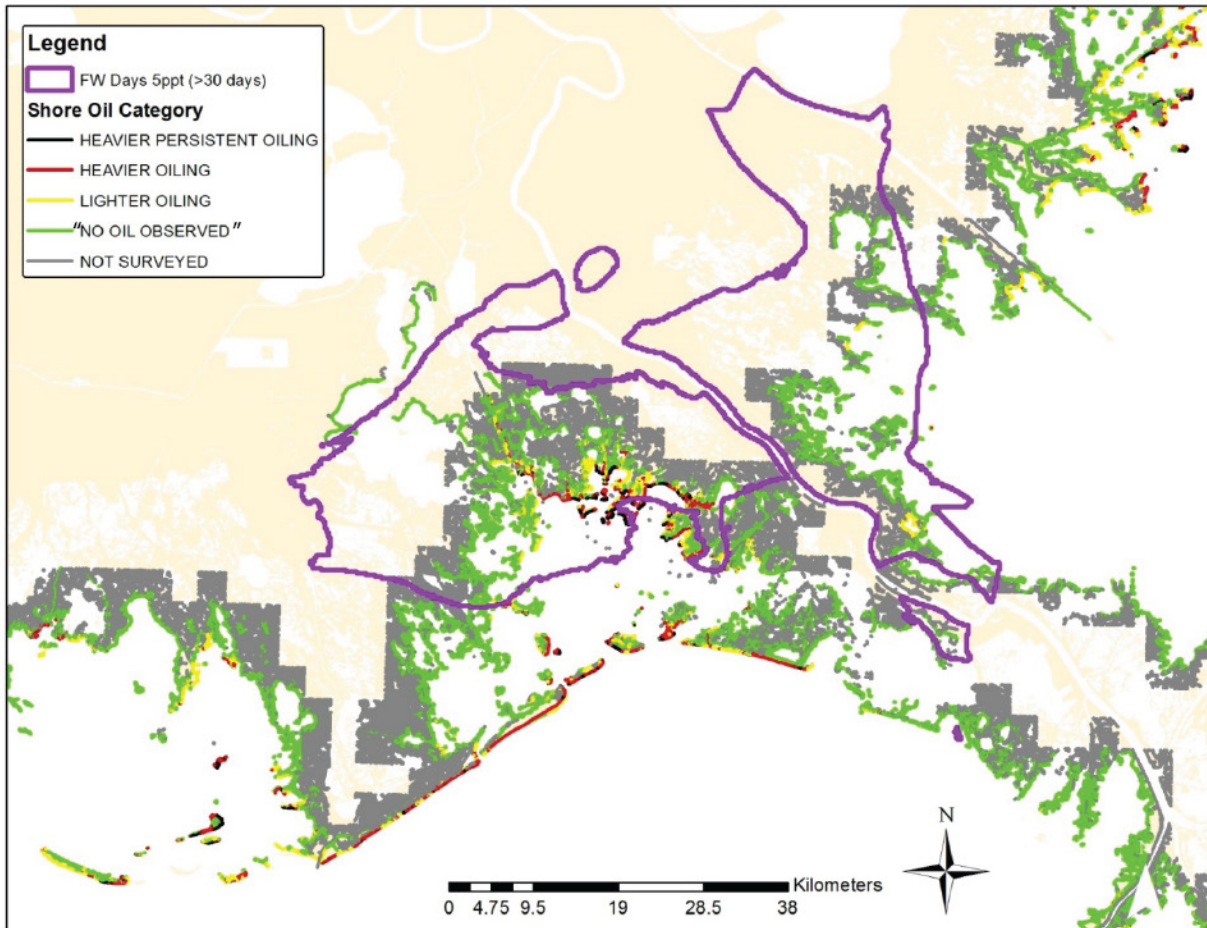 Legend
FW Days 5ppt (>30 days)
Shore Oil Category
HEAVIER PERSISTENT OILING
HEAVIER OILING
LIGHTER OILING
"NO OIL OBSERVED"
NOT SURVEYED
N
Kilometers
0 4.75 9.5 19 28.5 38